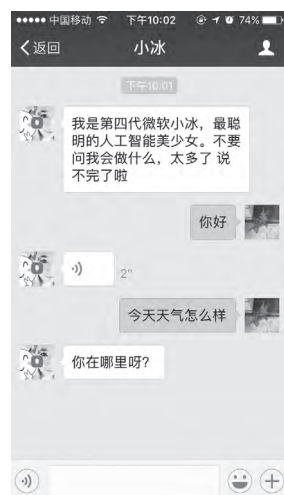 中国移动 下午10:02 74%
返回 小冰
下午10:01
我是第四代微软小冰，最聪
明的人工智能美少女。不要
问我会做什么，太多了 说
不完了啦
你好
2"
今天天气怎么样
你在哪里呀？